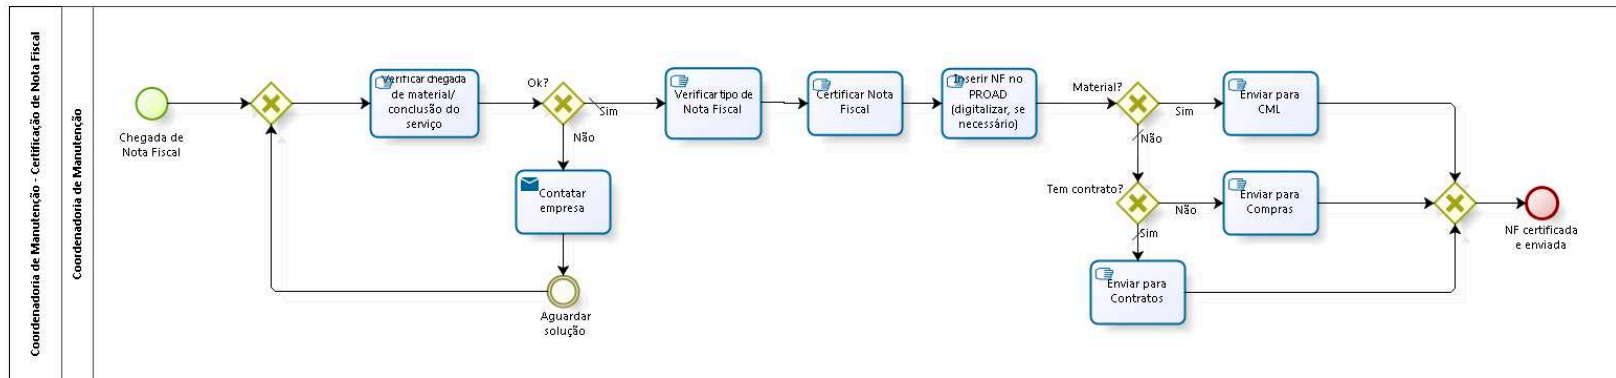 Coordenadoria de Manutenção - Certificação de Nota Fiscal
Coordenadoria de Manutenção
Chegada de
Nota Fiscal
Verificar chegada
de material/
conclusão do
serviço
Ok?
Sim
Não
Contatar
empresa
Aguardar
solução
Verificar tipo de
Nota Fiscal
Certificar Nota
Fiscal
Inserir NF no
PROAD
(digitalizar, se
necessário)
Material?
Sim
Não
Enviar para
CML
Tem contrato?
Não
Sim
Enviar para
Compras
Enviar para
Contratos
NF certificada
e enviada